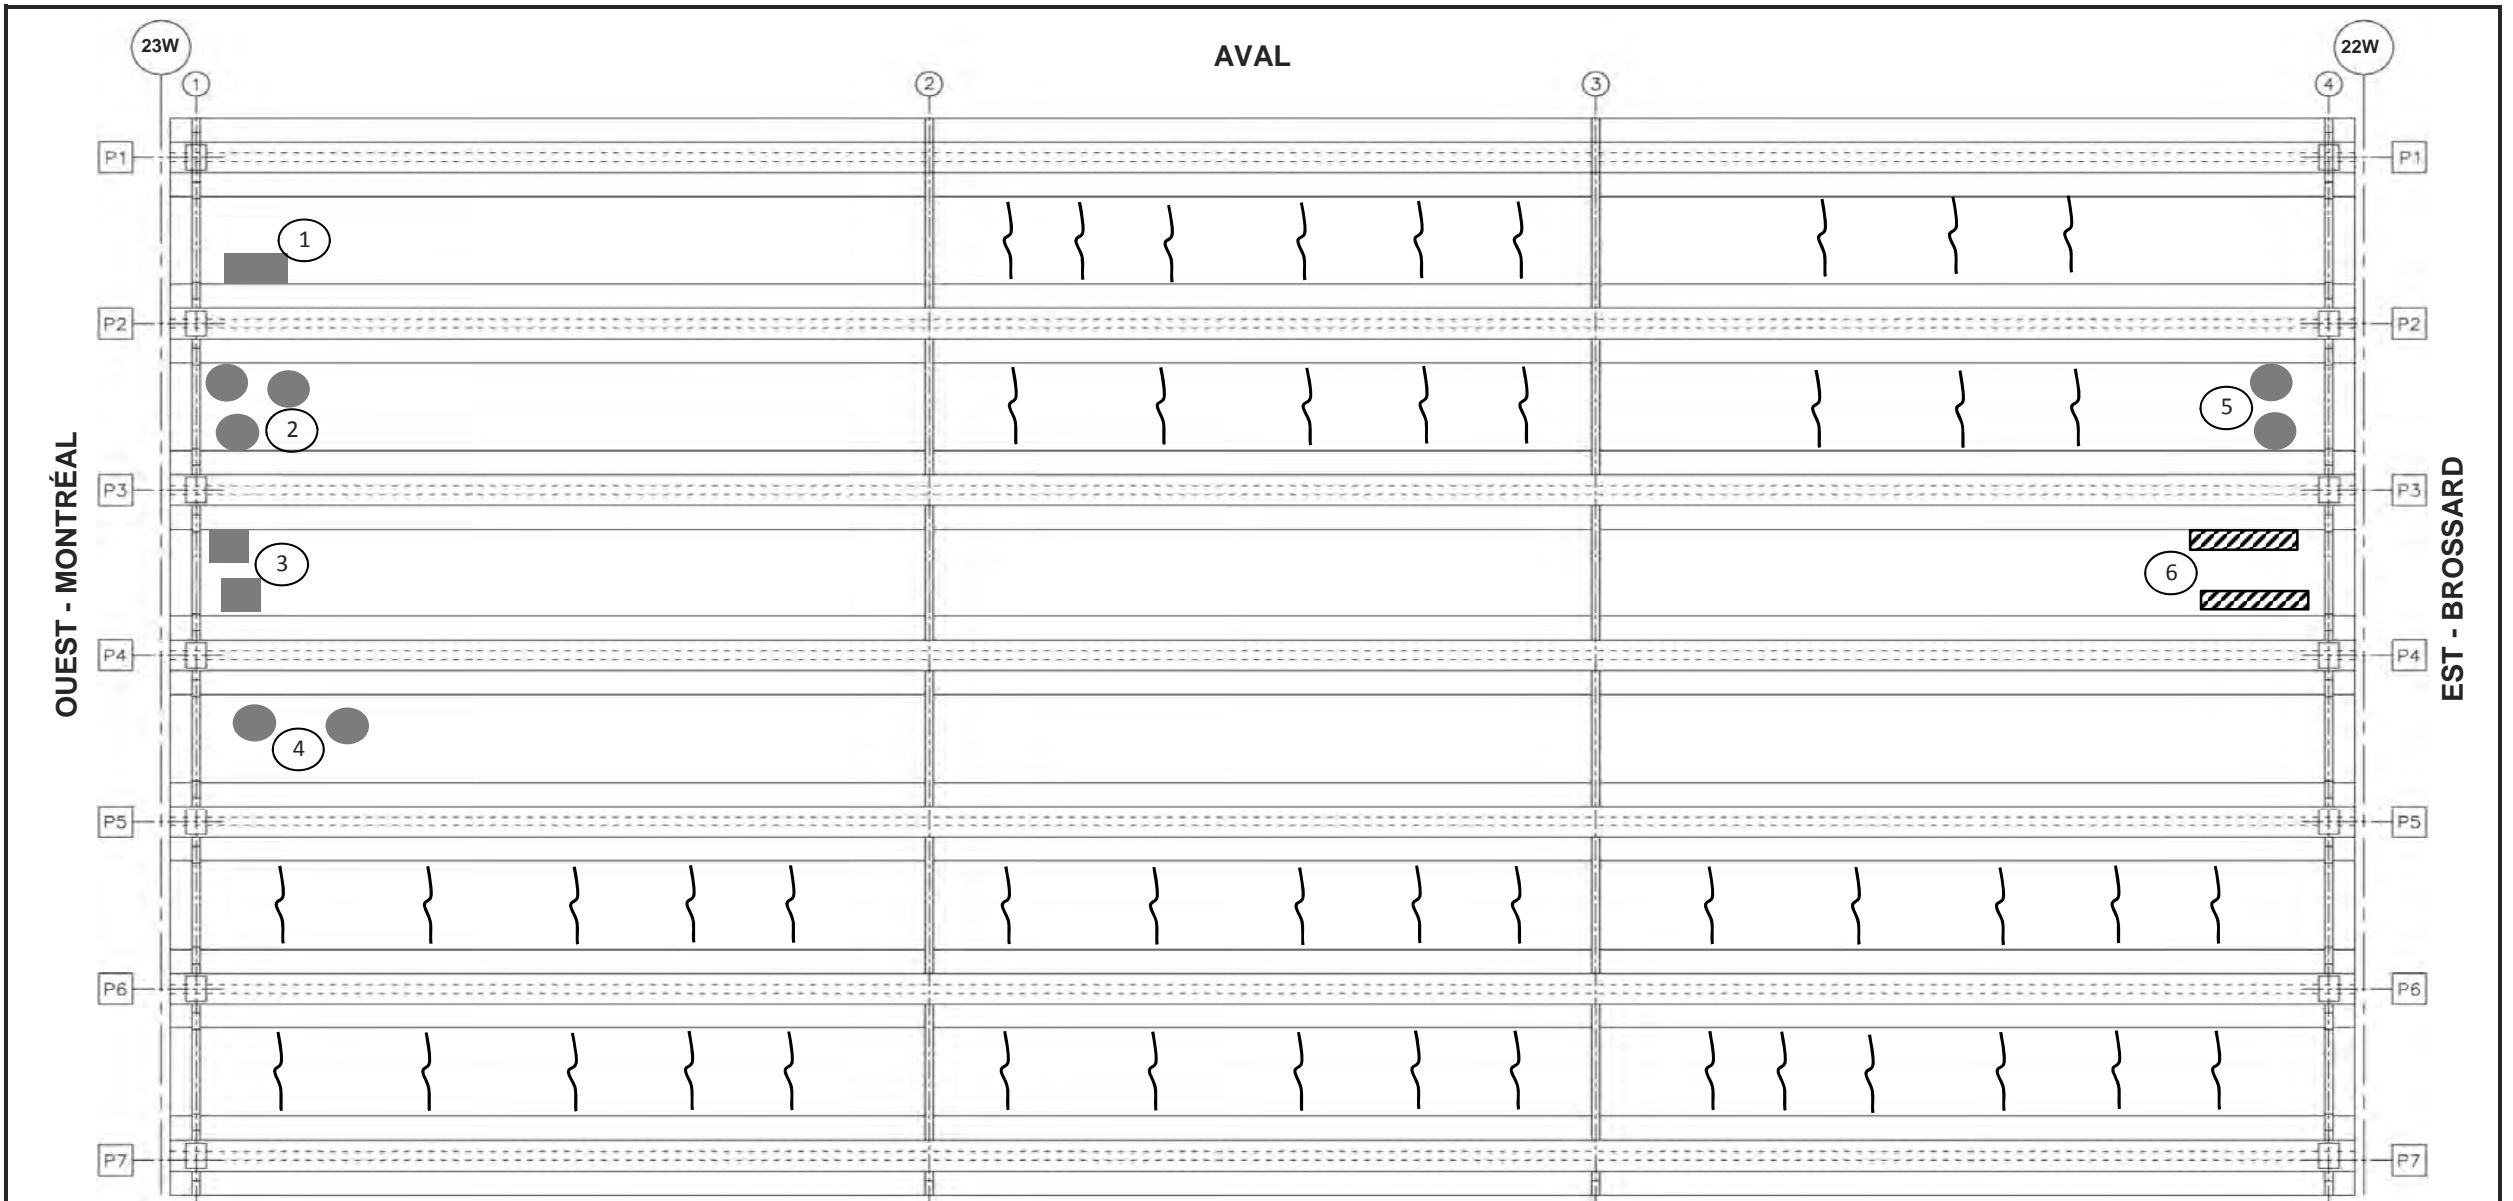 23W
22W
AVAL
1
2
3
4
P1
P1
1
P2
P2
2
5
P3
P3
OUEST - MONTRÉAL
EST - BROSSARD
3
6
P4
P4
4
P5
P5
P6
P6
P7
P7